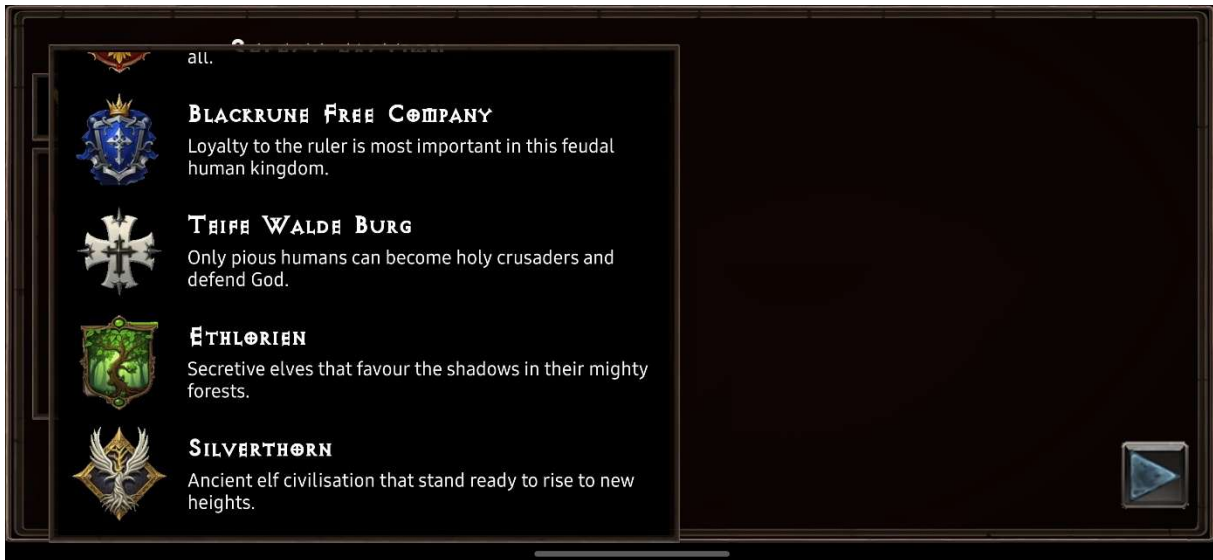 all.
Blackrune Free Company
Loyalty to the ruler is most important in this feudal
human kingdom.
Teife Walde Burg
Only pious humans can become holy crusaders and
defend God.
Ethlorien
Secretive elves that favour the shadows in their mighty
forests.
Silverthorn
Ancient elf civilisation that stand ready to rise to new
heights.